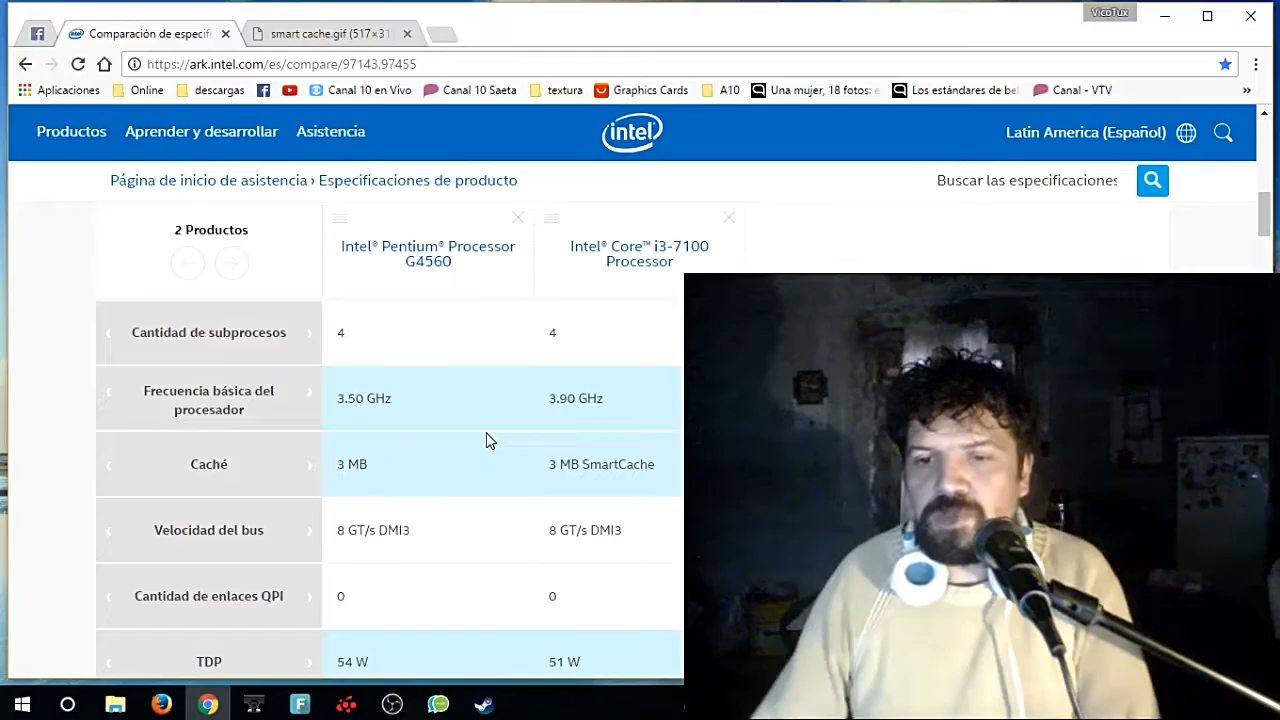 VicoTux
Comparación de especifi
smart cache.gif (517×31
https://ark.intel.com/es/compare/97143,97455
Aplicaciones
Online
descargas
Canal 10 en Vivo
Canal 10 Saeta
textura
Graphics Cards
A10
Una mujer, 18 fotos: e
Los estándares de bel
Canal - VTV
»
Productos
Aprender y desarrollar
Asistencia
intel
Latin America (Español)
Página de inicio de asistencia › Especificaciones de producto
Buscar las especificaciones
2 Productos
Intel® Pentium® Processor
G4560
Intel® Core™ i3-7100
Processor
Cantidad de subprocesos
4
4
Frecuencia básica del
procesador
3.50 GHz
3.90 GHz
Caché
3 MB
3 MB SmartCache
Velocidad del bus
8 GT/s DMI3
8 GT/s DMI3
Cantidad de enlaces QPI
0
0
TDP
54 W
51 W